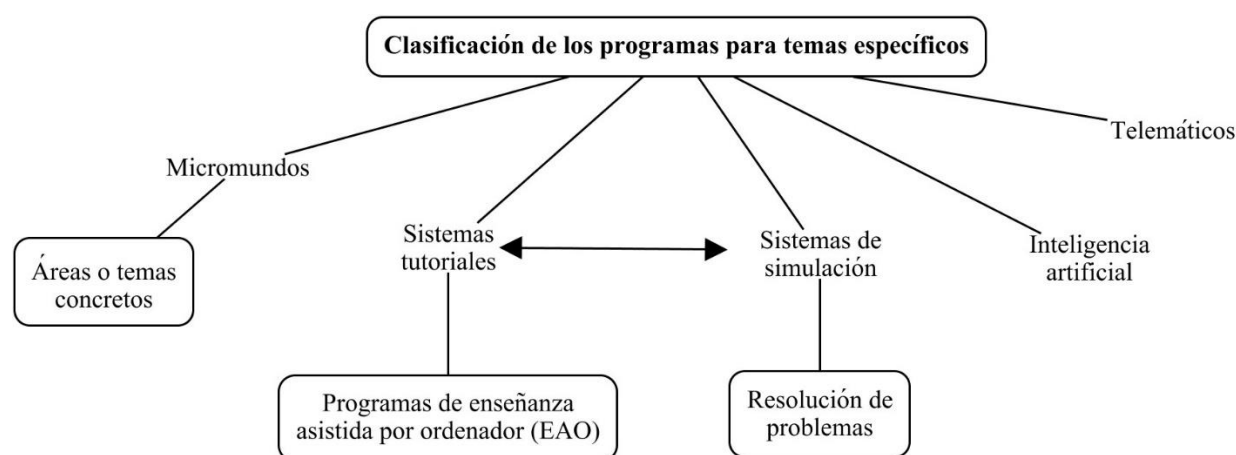 Clasificación de los programas para temas específicos
Telemáticos
Micromundos
Sistemas
tutoriales
Sistemas de
simulación
Inteligencia
artificial
Áreas o temas
concretos
Programas de enseñanza
asistida por ordenador (EAO)
Resolución de
problemas